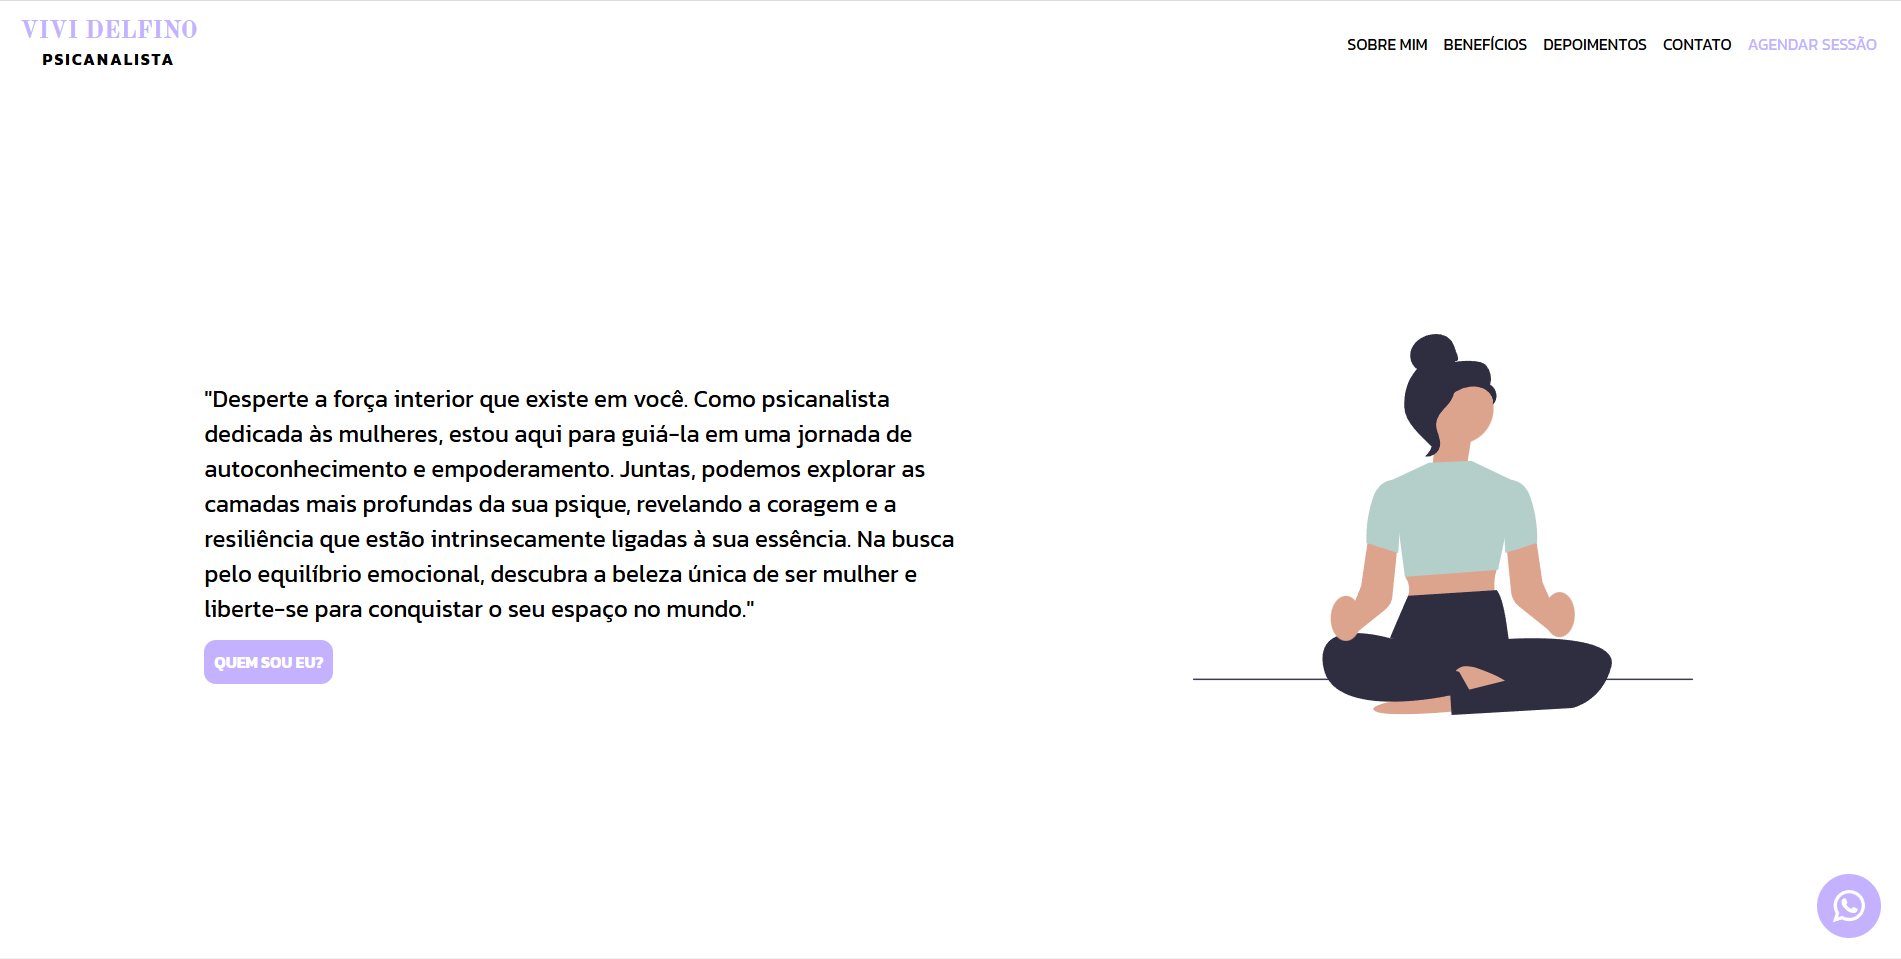 VIVI DELFINO
PSICANALISTA
SOBRE MIM BENEFÍCIOS DEPOIMENTOS CONTATO AGENDAR SESSÃO
"Desperte a força interior que existe em você. Como psicanalista
dedicada às mulheres, estou aqui para guiá-la em uma jornada de
autoconhecimento e empoderamento. Juntas, podemos explorar as
camadas mais profundas da sua psique, revelando a coragem e a
resiliência que estão intrinsecamente ligadas à sua essência. Na busca
pelo equilíbrio emocional, descubra a beleza única de ser mulher e
liberte-se para conquistar o seu espaço no mundo."
QUEM SOU EU?